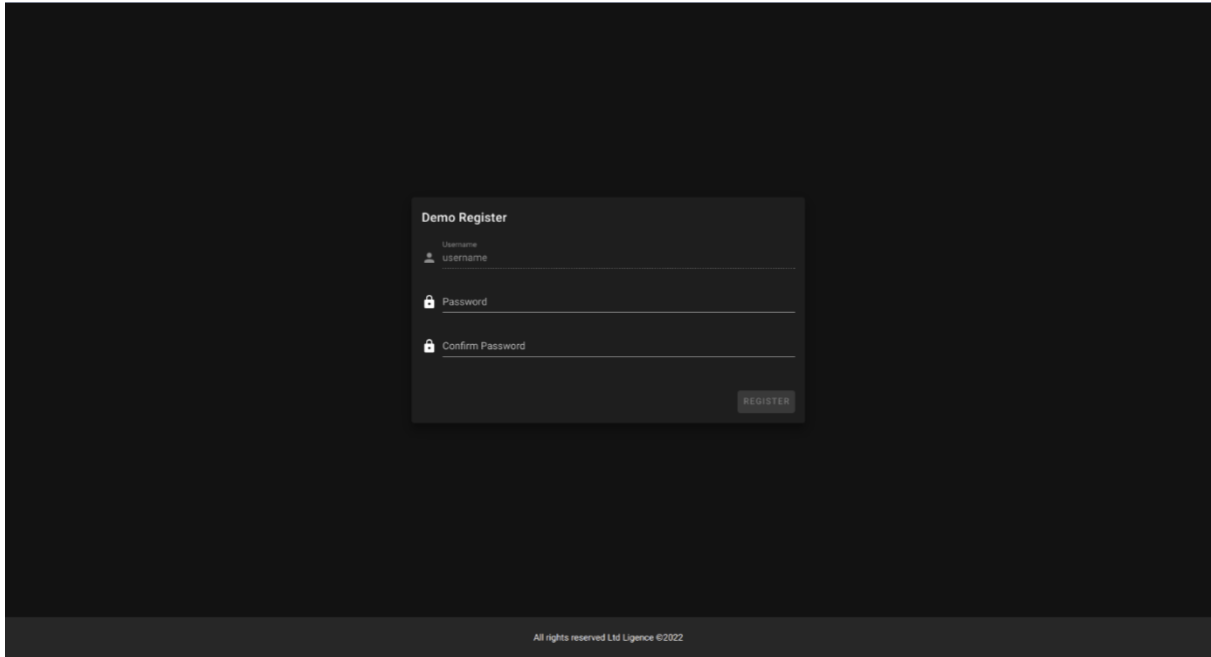 Demo Register
Username
username
Password
Confirm Password
REGISTER
All rights reserved Ltd Ligence ©2022